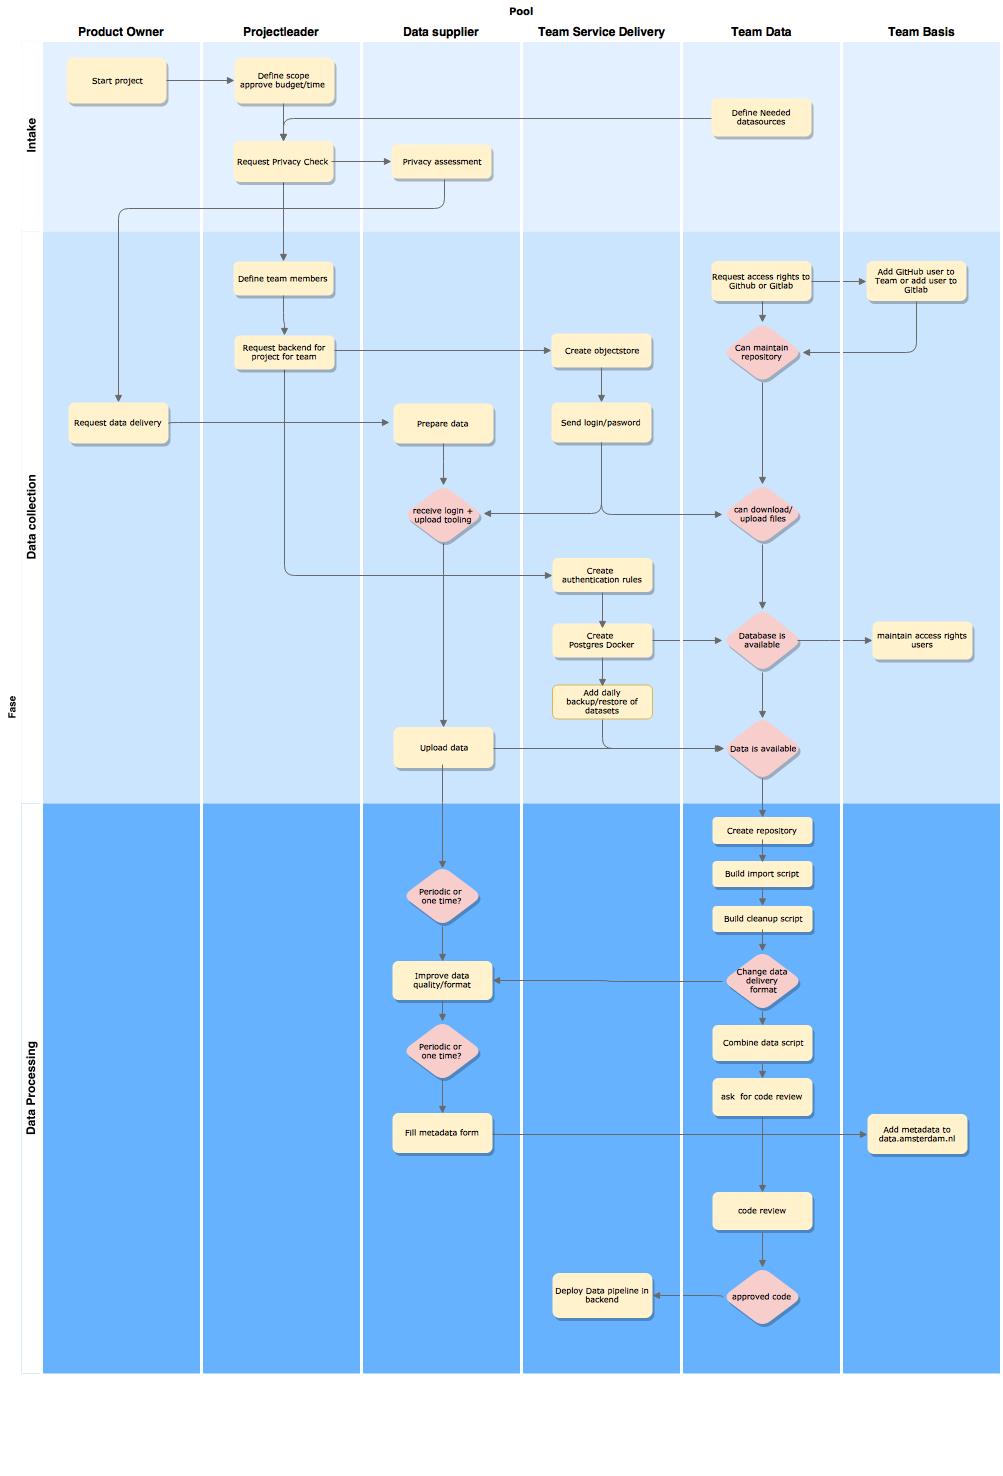 Pool
Product Owner
Projectleader
Data supplier
Team Service Delivery
Team Data
Team Basis
Fase
Intake
Start project
Define scope
approve budget/time
Define Needed
datasources
Request Privacy Check
Privacy assessment
Data collection
Define team members
Request access rights to
Github or Gitlab
Add GitHub user to
Team or add user to
Gitlab
Request backend for
project for team
Create objectstore
Can maintain
repository
Request data delivery
Prepare data
Send login/pasword
receive login +
upload tooling
can download/
upload files
Create
authentication rules
Create
Postgres Docker
Database is
available
maintain access rights
users
Add daily
backup/restore of
datasets
Upload data
Data is available
Data Processing
Create repository
Build import script
Periodic or
one time?
Build cleanup script
Improve data
quality/format
Change data
delivery
format
Periodic or
one time?
Combine data script
ask  for code review
Fill metadata form
Add metadata to
data.amsterdam.nl
code review
Deploy Data pipeline in
backend
approved code